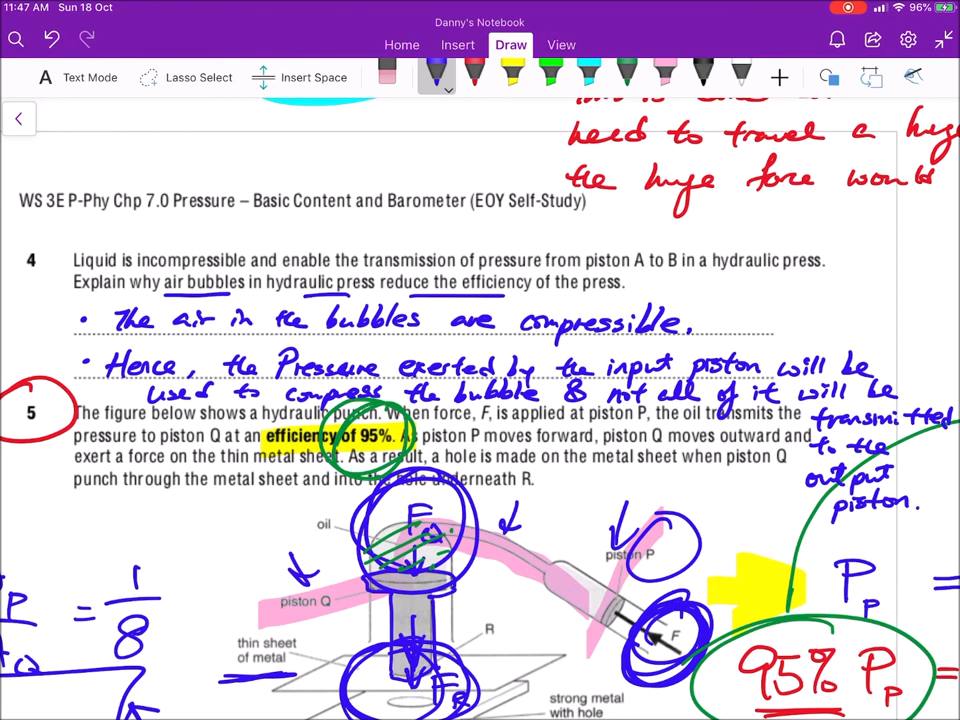 11:47 AM Sun 18 Oct
96%
Danny's Notebook
Home Insert Draw View
A Text Mode Lasso Select Insert Space
need to travel a hug
the huge force would
WS 3E P-Phy Chp 7.0 Pressure – Basic Content and Barometer (EOY Self-Study)
4 Liquid is incompressible and enable the transmission of pressure from piston A to B in a hydraulic press.
Explain why air bubbles in hydraulic press reduce the efficiency of the press.
• The air in the bubbles are compressible.
• Hence, the Pressure exerted by the input piston will be
used to compress the bubble & not all of it will be
transmitted
to the
output
piston.
5 The figure below shows a hydraulic punch. When force, F, is applied at piston P, the oil transmits the
pressure to piston Q at an efficiency of 95%. As piston P moves forward, piston Q moves outward and
exert a force on the thin metal sheet. As a result, a hole is made on the metal sheet when piston Q
punch through the metal sheet and into the hole underneath R.
oil
F_Q
piston P
piston Q
P_P =
P = 1/8
R
F
thin sheet
of metal
F_R
95% P_P =
strong metal
with hole